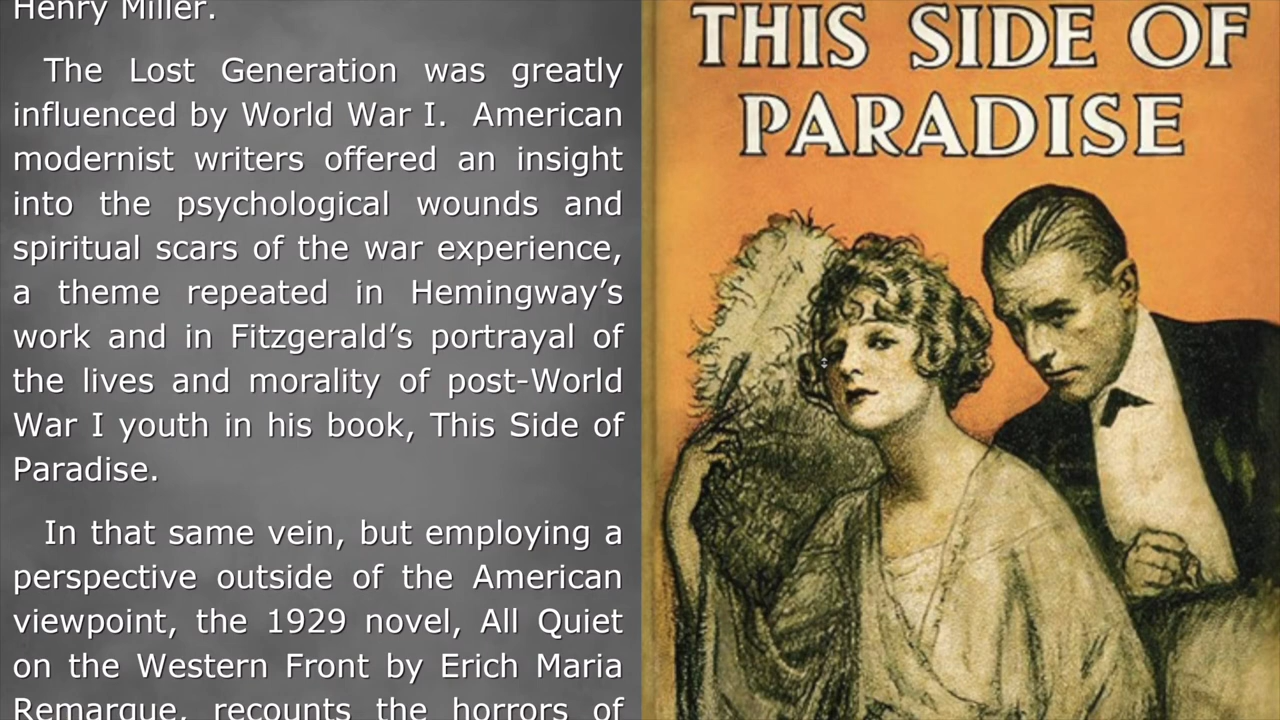 Henry Miller.
The Lost Generation was greatly
influenced by World War I. American
modernist writers offered an insight
into the psychological wounds and
spiritual scars of the war experience,
a theme repeated in Hemingway’s
work and in Fitzgerald’s portrayal of
the lives and morality of post-World
War I youth in his book, This Side of
Paradise.
In that same vein, but employing a
perspective outside of the American
viewpoint, the 1929 novel, All Quiet
on the Western Front by Erich Maria
Remarque, recounts the horrors of
THIS SIDE OF
PARADISE